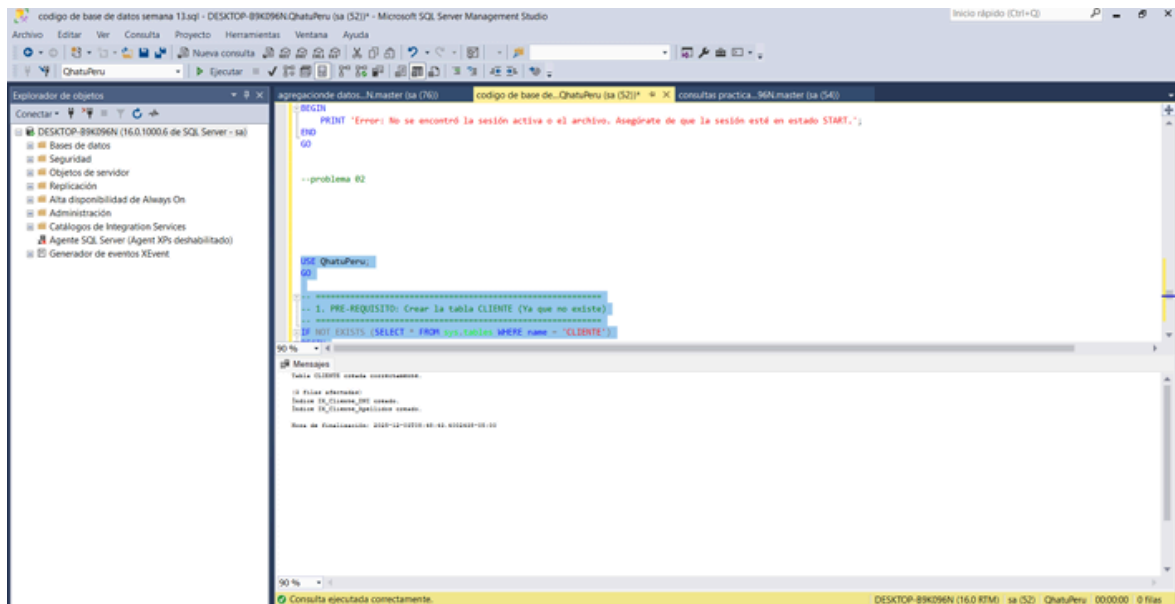 codigo de base de datos semana 13.sql - DESKTOP-B9K096N.QhatuPeru (sa (52))* - Microsoft SQL Server Management Studio
Inicio rápido (Ctrl+Q)
Archivo Editar Ver Consulta Proyecto Herramientas Ventana Ayuda
Nueva consulta
QhatuPeru
Ejecutar
Explorador de objetos
Conectar
DESKTOP-B9K096N (16.0.1000.6 de SQL Server - sa)
Bases de datos
Seguridad
Objetos de servidor
Replicación
Alta disponibilidad de Always On
Administración
Catálogos de Integration Services
Agente SQL Server (Agent XPs deshabilitado)
Generador de eventos XEvent
agregacionde datos...N.master (sa (76))
codigo de base de...QhatuPeru (sa (52))*
consultas practica...96N.master (sa (54))
BEGIN
PRINT 'Error: No se encontró la sesión activa o el archivo. Asegúrate de que la sesión esté en estado START.';
END
GO
--problema 02
USE QhatuPeru;
GO
-- 1. PRE-REQUISITO: Crear la tabla CLIENTE (Ya que no existe)
IF NOT EXISTS (SELECT * FROM sys.tables WHERE name = 'CLIENTE')
90 %
Mensajes
Tabla CLIENTE creada correctamente.
filas afectadas)
Índice IX_Cliente_DNI creado.
Índice IX_Cliente_Apellidos creado.
Hora de finalización:
90 %
Consulta ejecutada correctamente.
DESKTOP-B9K096N (16.0 RTM)
sa (52)
QhatuPeru
00:00:00
0 filas